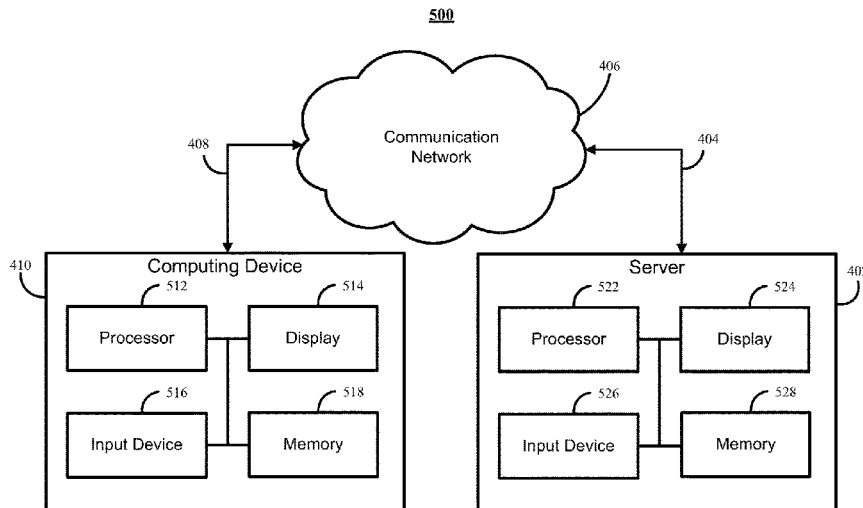 500
406
Communication
Network
408
404
410
Computing Device
Server
512
514
522
524
Processor
Display
Processor
Display
516
518
526
528
Input Device
Memory
Input Device
Memory